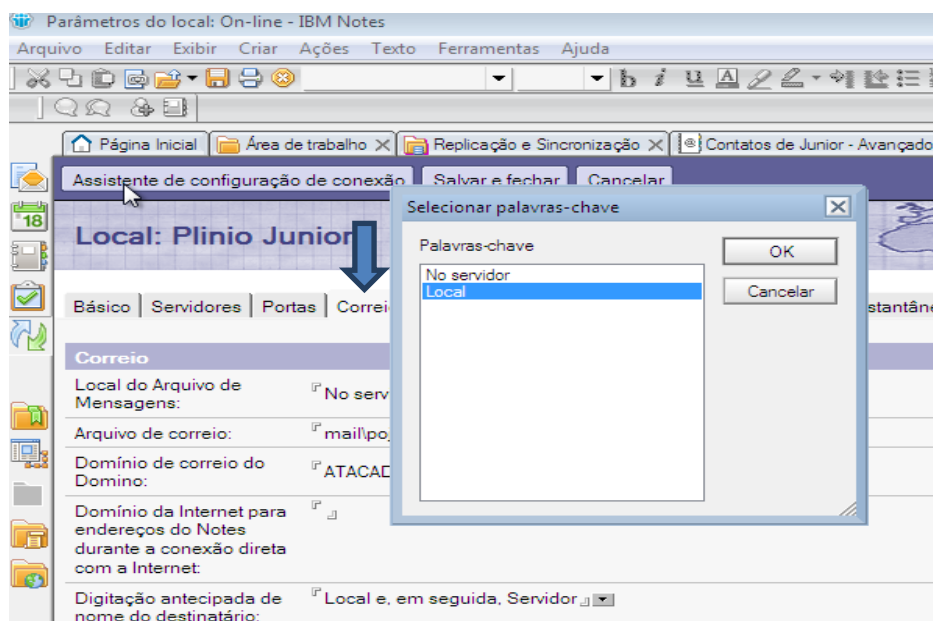 Parâmetros do local: On-line - IBM Notes
Arquivo Editar Exibir Criar Ações Texto Ferramentas Ajuda
b i u A
Página Inicial Área de trabalho Replicação e Sincronização Contatos de Junior - Avançado
Assistente de configuração de conexão Salvar e fechar Cancelar
Selecionar palavras-chave
18
Local: Plinio Junior
Palavras-chave
OK
No servidor
Local
Cancelar
Básico Servidores Portas Correi stantâne
Correio
Local do Arquivo de
Mensagens:
No serv
Arquivo de correio: mail\po
Domínio de correio do
Domino:
ATACAD
Domínio da Internet para
endereços do Notes
durante a conexão direta
com a Internet:
Digitação antecipada de
nome do destinatário:
Local e, em seguida, Servidor